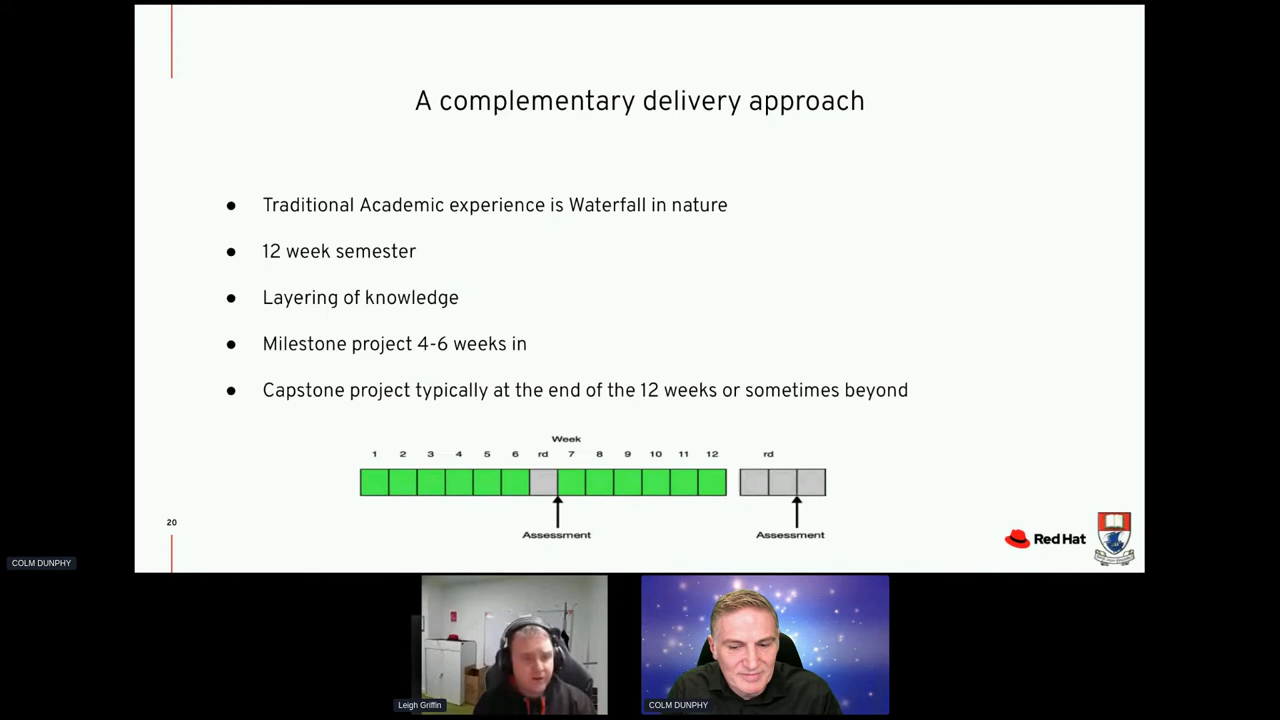 A complementary delivery approach
● Traditional Academic experience is Waterfall in nature
● 12 week semester
● Layering of knowledge
● Milestone project 4-6 weeks in
● Capstone project typically at the end of the 12 weeks or sometimes beyond
Week
1 2 3 4 5 6 rd 7 8 9 10 11 12 rd
Assessment Assessment
20
Red Hat
COLM DUNPHY
Leigh Griffin
COLM DUNPHY